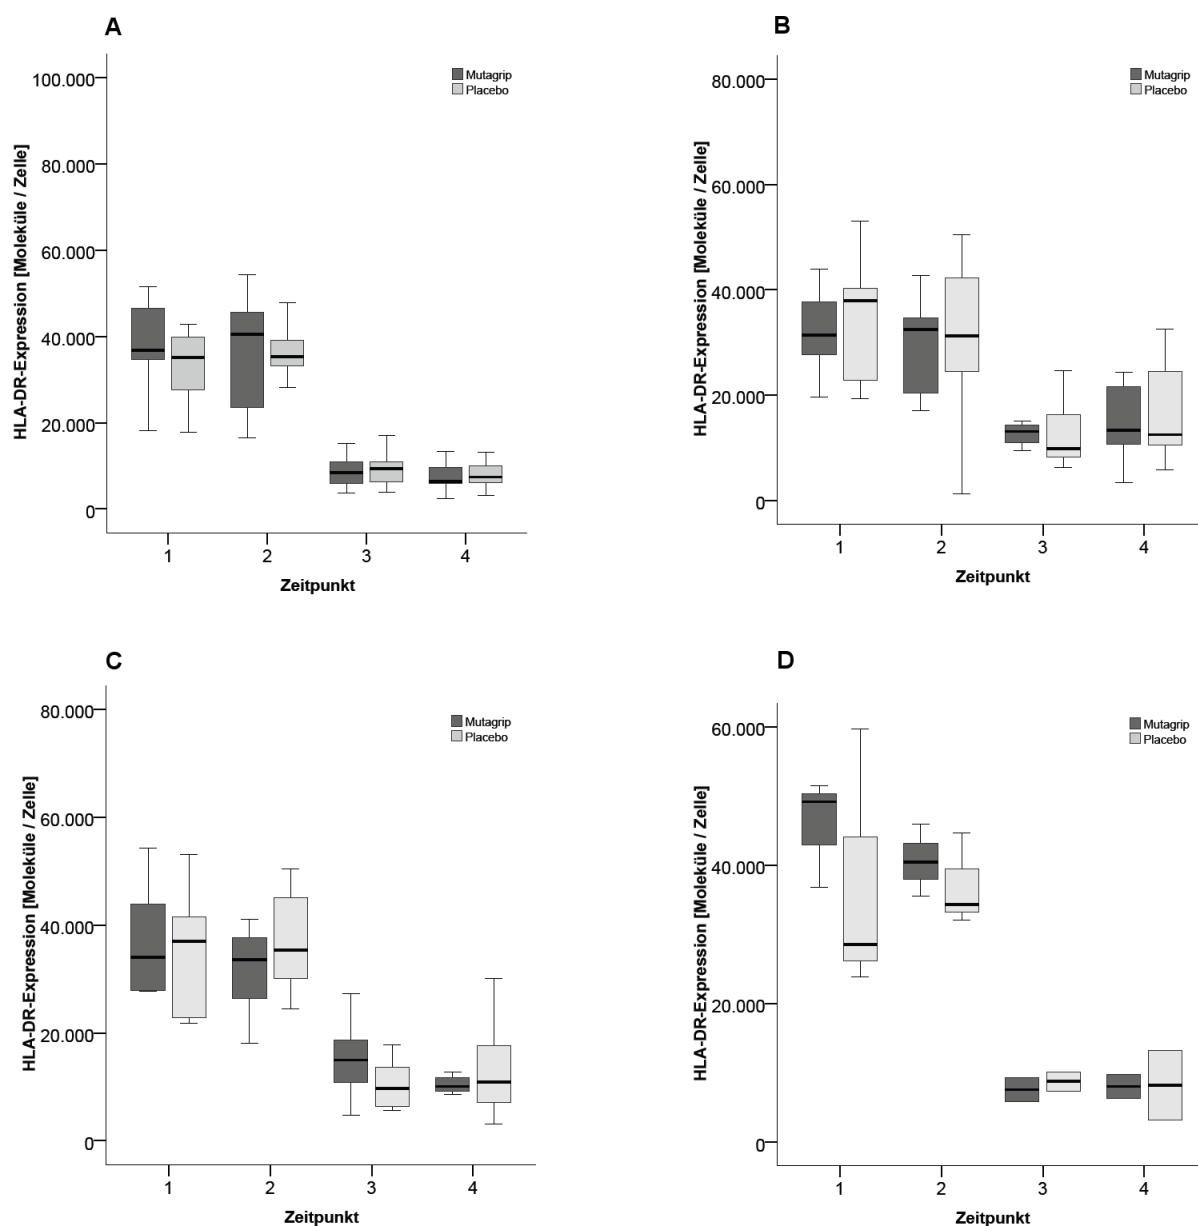 A
HLA-DR-Expression [Moleküle / Zelle]
100.000
80.000
60.000
40.000
20.000
0
Mutagrip
Placebo
1 2 3 4
Zeitpunkt
B
HLA-DR-Expression [Moleküle / Zelle]
80.000
60.000
40.000
20.000
0
Mutagrip
Placebo
1 2 3 4
Zeitpunkt
C
HLA-DR-Expression [Moleküle / Zelle]
80.000
60.000
40.000
20.000
0
Mutagrip
Placebo
1 2 3 4
Zeitpunkt
D
HLA-DR-Expression [Moleküle / Zelle]
60.000
40.000
20.000
0
Mutagrip
Placebo
1 2 3 4
Zeitpunkt